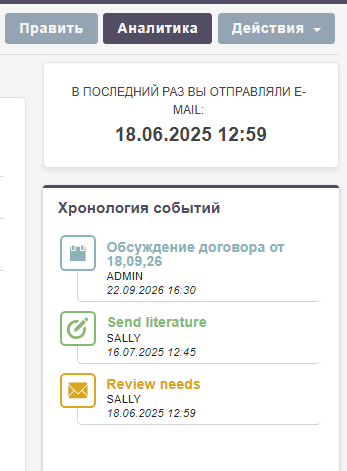 Править Аналитика Действия
В ПОСЛЕДНИЙ РАЗ ВЫ ОТПРАВЛЯЛИ E-
MAIL:
18.06.2025 12:59
Хронология событий
Обсуждение договора от
18,09,26
ADMIN
22.09.2026 16:30
Send literature
SALLY
16.07.2025 12:45
Review needs
SALLY
18.06.2025 12:59